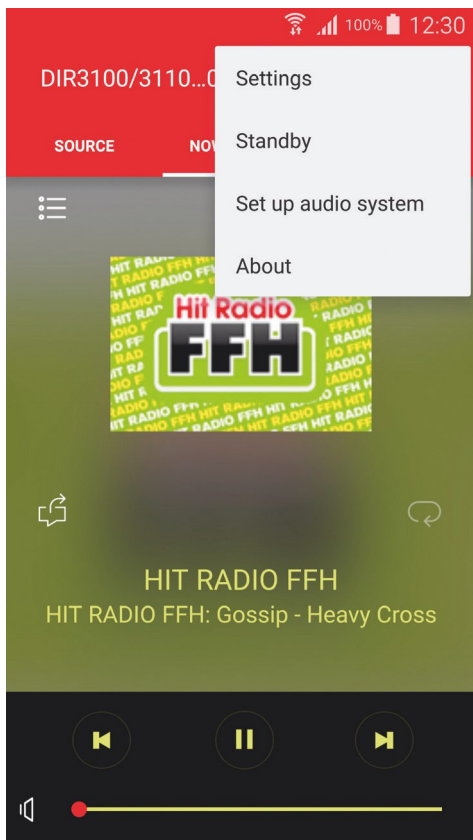 100% 12:30
DIR3100/3110...0
Settings
SOURCE
NOW
Standby
Set up audio system
About
Hit Radio
FFH
HIT RADIO FFH
HIT RADIO FFH: Gossip - Heavy Cross